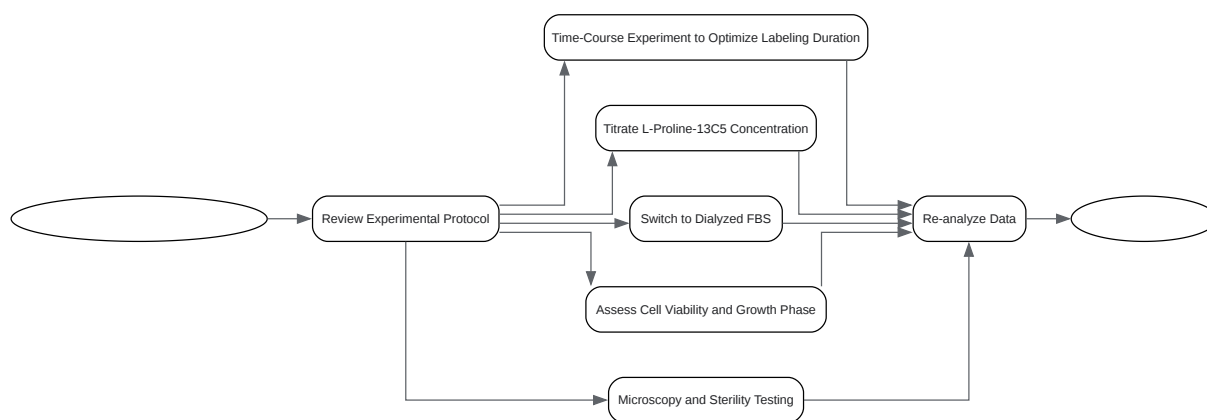 Time-Course Experiment to Optimize Labeling Duration
Titrate L-Proline-13C5 Concentration
Review Experimental Protocol
Switch to Dialyzed FBS
Re-analyze Data
Assess Cell Viability and Growth Phase
Microscopy and Sterility Testing